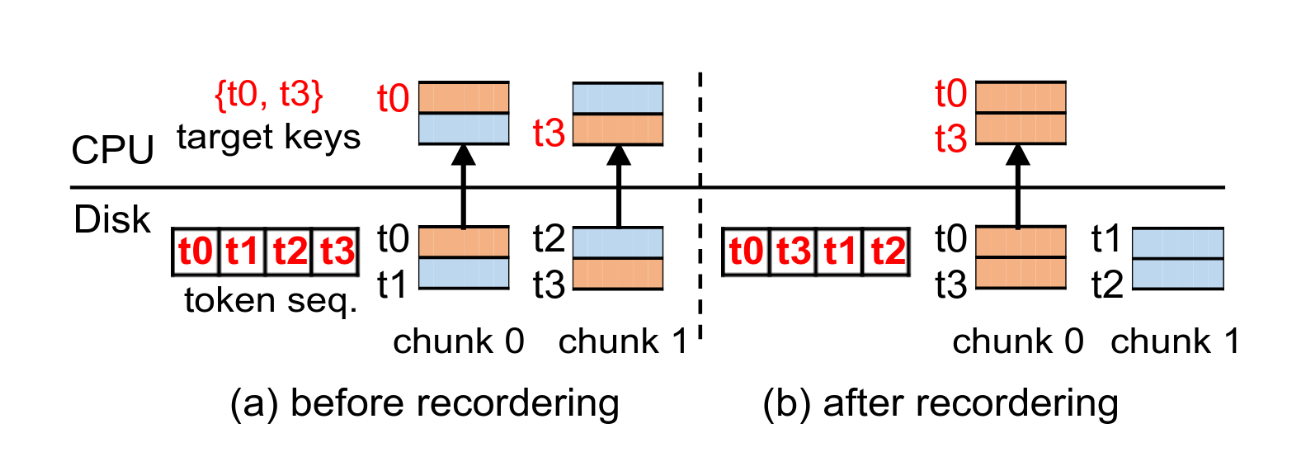 {t0, t3}
target keys
t0
t3
t0
t3
CPU
Disk
t0 t1 t2 t3
token seq.
t0
t1
t2
t3
chunk 0
chunk 1
(a) before recordering
t0 t3 t1 t2
t0
t3
t1
t2
chunk 0
chunk 1
(b) after recordering